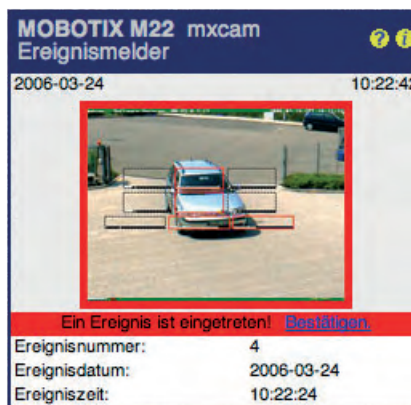 MOBOTIX M22 mxcam
Ereignismelder
2006-03-24 10:22:42
Ein Ereignis ist eingetreten! Bestätigen.
Ereignisnummer: 4
Ereignisdatum: 2006-03-24
Ereigniszeit: 10:22:24